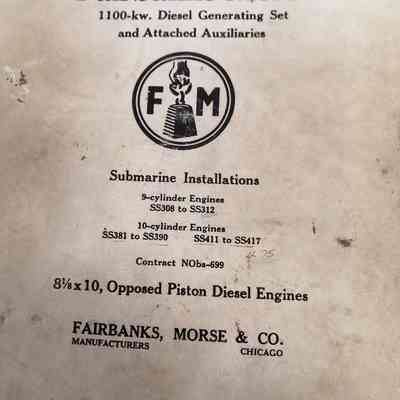 1100-kw. Diesel Generating Set
and Attached Auxiliaries
F M
Submarine Installations
9-cylinder Engines
SS308 to SS312
10-cylinder Engines
SS381 to SS390 SS411 to SS417
Contract NObs-699
8⅛ x 10, Opposed Piston Diesel Engines
FAIRBANKS, MORSE & CO.
MANUFACTURERS CHICAGO